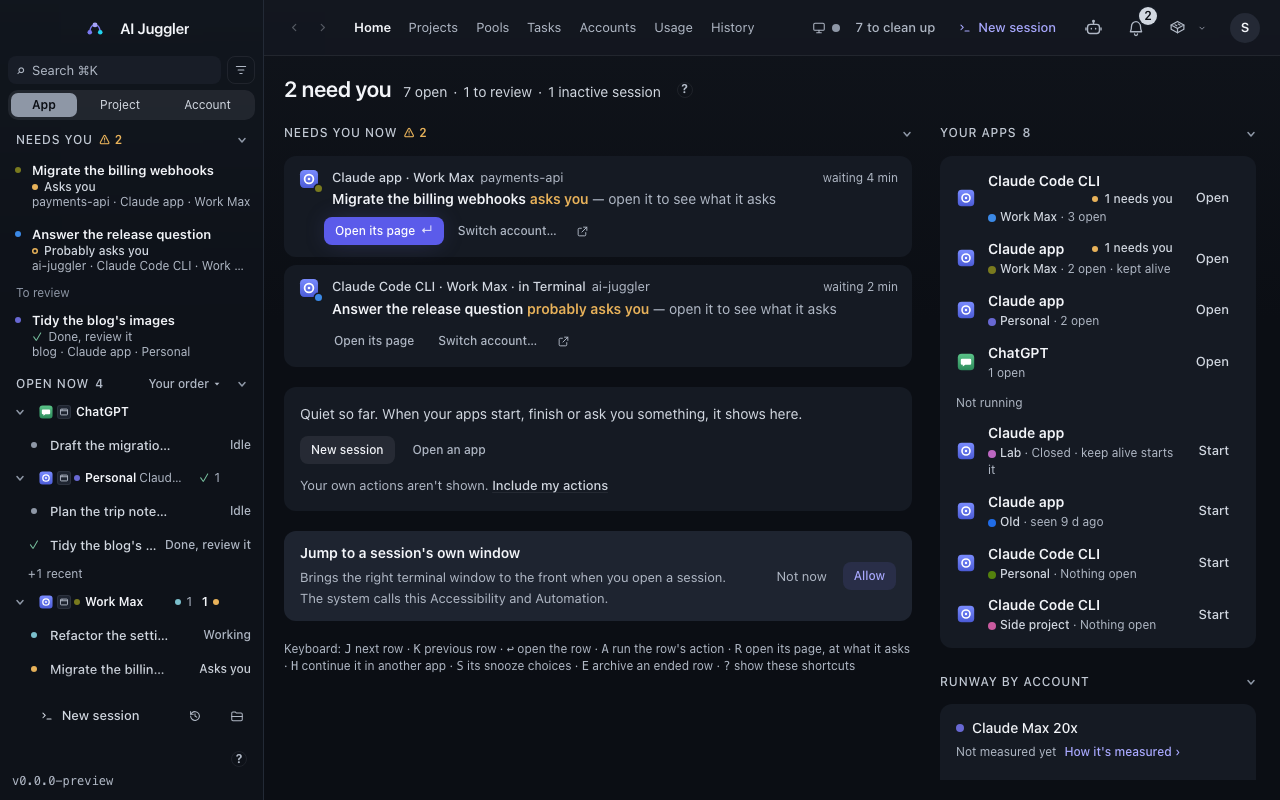 AI Juggler
Search ⌘K
App Project Account
NEEDS YOU 2
Migrate the billing webhooks
Asks you
payments-api · Claude app · Work Max
Answer the release question
Probably asks you
ai-juggler · Claude Code CLI · Work ...
To review
Tidy the blog's images
Done, review it
blog · Claude app · Personal
OPEN NOW 4 Your order
ChatGPT
Draft the migratio... Idle
Personal Claud... 1
Plan the trip note... Idle
Tidy the blog's ... Done, review it
+1 recent
Work Max 1 1
Refactor the setti... Working
Migrate the billin... Asks you
New session
?
v0.0.0-preview
Home Projects Pools Tasks Accounts Usage History
7 to clean up New session 2 S
2 need you 7 open · 1 to review · 1 inactive session ?
NEEDS YOU NOW 2
Claude app · Work Max payments-api waiting 4 min
Migrate the billing webhooks asks you — open it to see what it asks
Open its page ↵ Switch account...
Claude Code CLI · Work Max · in Terminal ai-juggler waiting 2 min
Answer the release question probably asks you — open it to see what it asks
Open its page Switch account...
Quiet so far. When your apps start, finish or ask you something, it shows here.
New session Open an app
Your own actions aren't shown. Include my actions
Jump to a session's own window
Brings the right terminal window to the front when you open a session.
The system calls this Accessibility and Automation.
Not now Allow
Keyboard: J next row · K previous row · ↩ open the row · A run the row's action · R open its page, at what it asks
· H continue it in another app · S its snooze choices · E archive an ended row · ? show these shortcuts
YOUR APPS 8
Claude Code CLI
1 needs you
Work Max · 3 open
Open
Claude app 1 needs you
Work Max · 2 open · kept alive
Open
Claude app
Personal · 2 open
Open
ChatGPT
1 open
Open
Not running
Claude app
Lab · Closed · keep alive starts
it
Start
Claude app
Old · seen 9 d ago
Start
Claude Code CLI
Personal · Nothing open
Start
Claude Code CLI
Side project · Nothing open
Start
RUNWAY BY ACCOUNT
Claude Max 20x
Not measured yet How it's measured ›